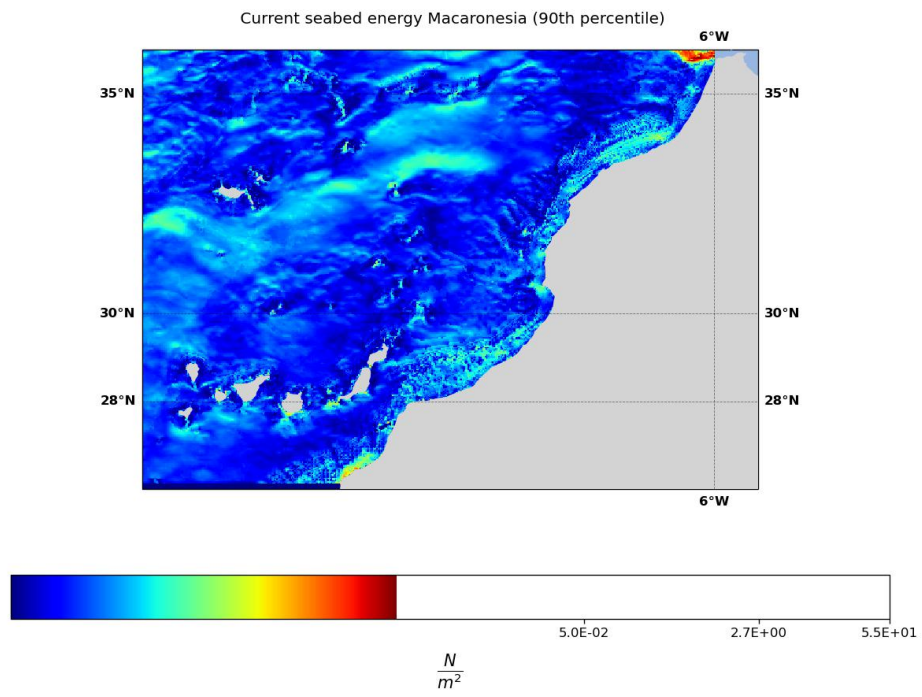 Current seabed energy Macaronesia (90th percentile)
6°W
35°N 35°N
30°N 30°N
28°N 28°N
6°W
5.0E-02 2.7E+00 5.5E+01
N
m²